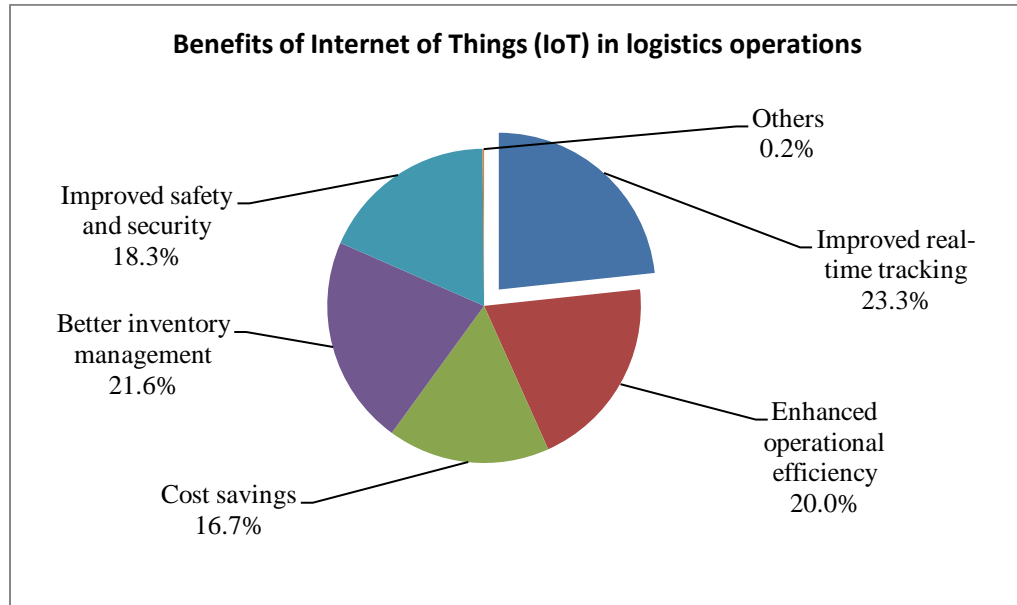 Benefits of Internet of Things (IoT) in logistics operations
Others
0.2%
Improved real-
time tracking
23.3%
Enhanced
operational
efficiency
20.0%
Cost savings
16.7%
Better inventory
management
21.6%
Improved safety
and security
18.3%